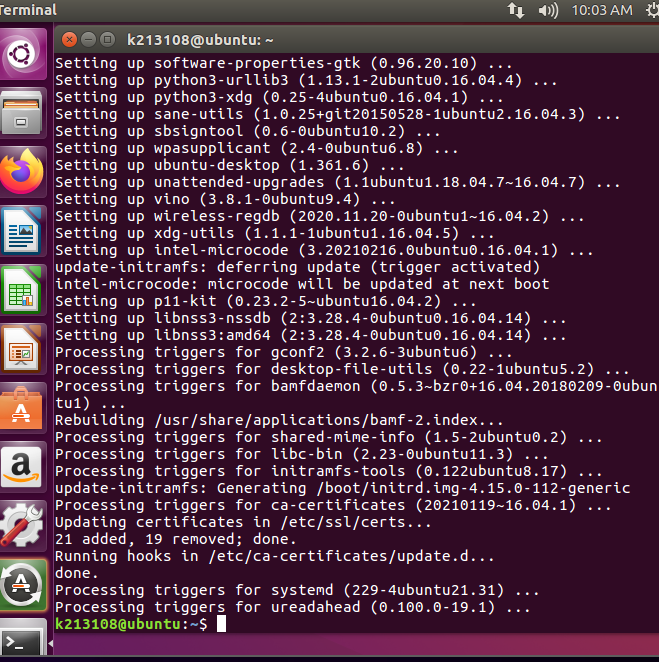 Terminal
10:03 AM
k213108@ubuntu: ~
Setting up software-properties-gtk (0.96.20.10) ...
Setting up python3-urllib3 (1.13.1-2ubuntu0.16.04.4) ...
Setting up python3-xdg (0.25-4ubuntu0.16.04.1) ...
Setting up sane-utils (1.0.25+git20150528-1ubuntu2.16.04.3) ...
Setting up sbsigntool (0.6-0ubuntu10.2) ...
Setting up wpasupplicant (2.4-0ubuntu6.8) ...
Setting up ubuntu-desktop (1.361.6) ...
Setting up unattended-upgrades (1.1ubuntu1.18.04.7~16.04.7) ...
Setting up vino (3.8.1-0ubuntu9.4) ...
Setting up wireless-regdb (2020.11.20-0ubuntu1~16.04.2) ...
Setting up xdg-utils (1.1.1-1ubuntu1.16.04.5) ...
Setting up intel-microcode (3.20210216.0ubuntu0.16.04.1) ...
update-initramfs: deferring update (trigger activated)
intel-microcode: microcode will be updated at next boot
Setting up p11-kit (0.23.2-5~ubuntu16.04.2) ...
Setting up libnss3-nssdb (2:3.28.4-0ubuntu0.16.04.14) ...
Setting up libnss3:amd64 (2:3.28.4-0ubuntu0.16.04.14) ...
Processing triggers for gconf2 (3.2.6-3ubuntu6) ...
Processing triggers for desktop-file-utils (0.22-1ubuntu5.2) ...
Processing triggers for bamfdaemon (0.5.3~bzr0+16.04.20180209-0ubun
tu1) ...
Rebuilding /usr/share/applications/bamf-2.index...
Processing triggers for shared-mime-info (1.5-2ubuntu0.2) ...
Processing triggers for libc-bin (2.23-0ubuntu11.3) ...
Processing triggers for initramfs-tools (0.122ubuntu8.17) ...
update-initramfs: Generating /boot/initrd.img-4.15.0-112-generic
Processing triggers for ca-certificates (20210119~16.04.1) ...
Updating certificates in /etc/ssl/certs...
21 added, 19 removed; done.
Running hooks in /etc/ca-certificates/update.d...
done.
Processing triggers for systemd (229-4ubuntu21.31) ...
Processing triggers for ureadahead (0.100.0-19.1) ...
k213108@ubuntu:~$